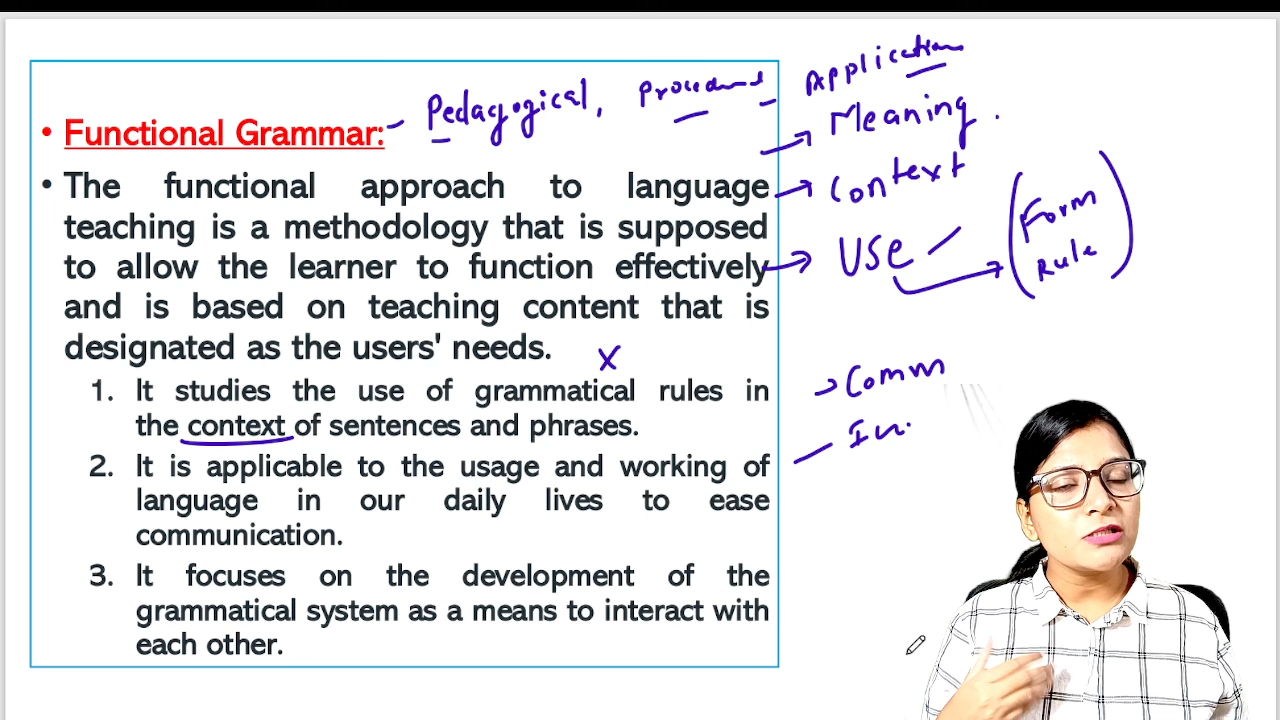 • Functional Grammar:- Pedagogical, Procedural - Application
→ Meaning.
• The functional approach to language
→ Context
teaching is a methodology that is supposed
to allow the learner to function effectively
→ Use → (Form
Rule)
and is based on teaching content that is
designated as the users' needs. x
1. It studies the use of grammatical rules in
→ Comm
the context of sentences and phrases.
2. It is applicable to the usage and working of
language in our daily lives to ease
communication.
3. It focuses on the development of the
grammatical system as a means to interact with
each other.